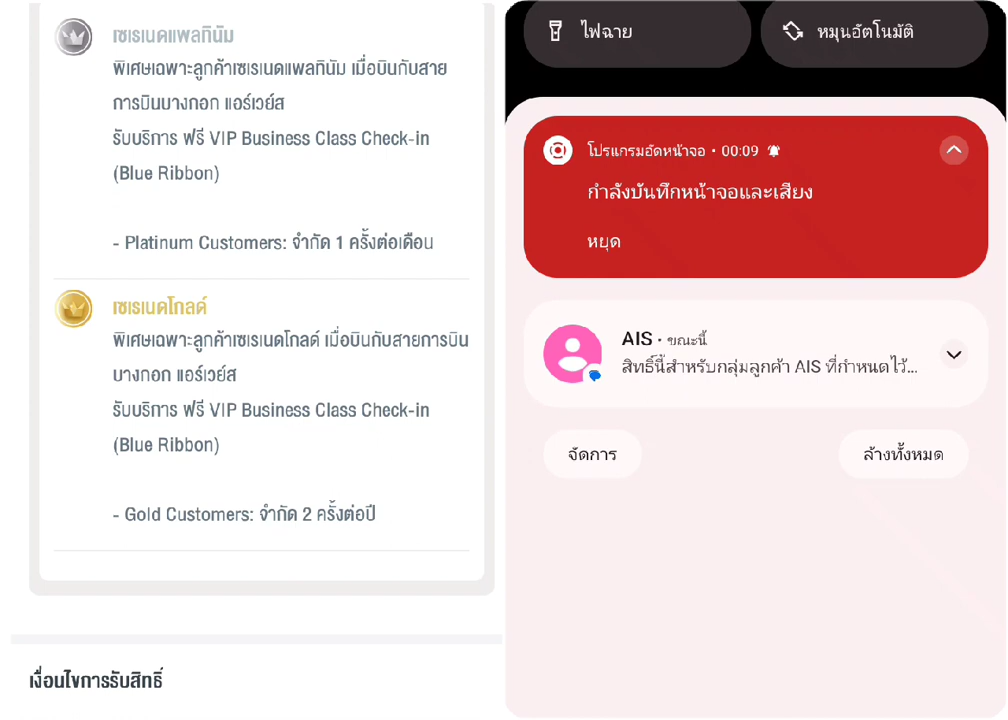 เซเรเนดแพลทินัม
พิเศษเฉพาะลูกค้าเซเรเนดแพลทินัม เมื่อบินกับสาย
การบินบางกอก แอร์เวย์ส
รับบริการ ฟรี VIP Business Class Check-in
(Blue Ribbon)
- Platinum Customers: จำกัด 1 ครั้งต่อเดือน
เซเรเนดโกลด์
พิเศษเฉพาะลูกค้าเซเรเนดโกลด์ เมื่อบินกับสายการบิน
บางกอก แอร์เวย์ส
รับบริการ ฟรี VIP Business Class Check-in
(Blue Ribbon)
- Gold Customers: จำกัด 2 ครั้งต่อปี
เงื่อนไขการรับสิทธิ์
ไฟฉาย
หมุนอัตโนมัติ
โปรแกรมอัดหน้าจอ • 00:09
กำลังบันทึกหน้าจอและเสียง
หยุด
AIS • ขณะนี้
สิทธิ์นี้สำหรับกลุ่มลูกค้า AIS ที่กำหนดไว้...
จัดการ
ล้างทั้งหมด